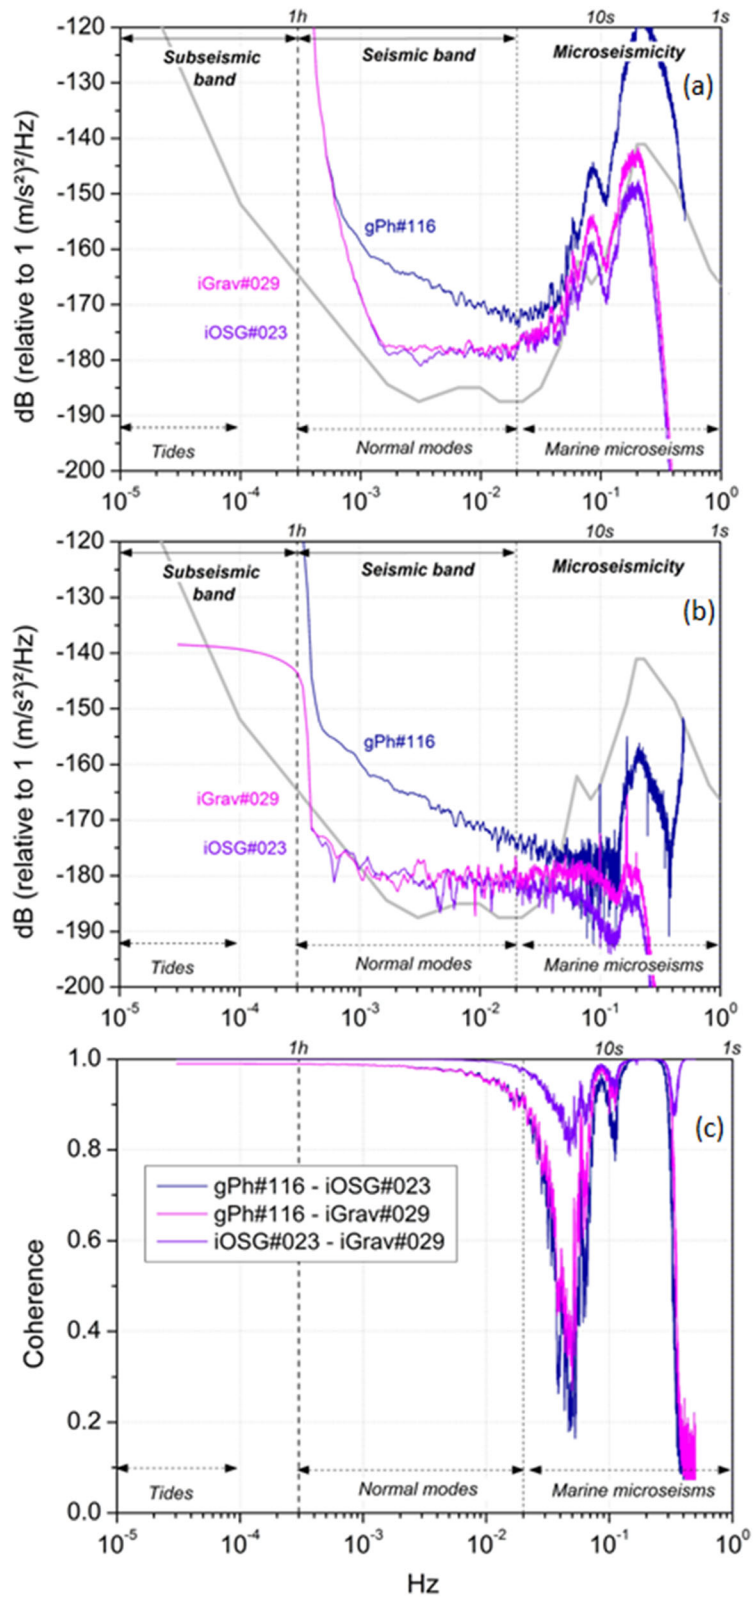 1h 10s 1s
-120
Subseismic band Seismic band Microseismicity
(a)
-130
-140
-150
gPh#116
-160
iGrav#029
-170
iOSG#023
-180
-190
Tides Normal modes Marine microseisms
-200
dB (relative to 1 (m/s²)²/Hz)
10⁻⁵ 10⁻⁴ 10⁻³ 10⁻² 10⁻¹ 10⁰
1h 10s 1s
-120
Subseismic band Seismic band Microseismicity
(b)
-130
-140
-150
gPh#116
-160
iGrav#029
-170
iOSG#023
-180
-190
Tides Normal modes Marine microseisms
-200
dB (relative to 1 (m/s²)²/Hz)
10⁻⁵ 10⁻⁴ 10⁻³ 10⁻² 10⁻¹ 10⁰
1h 10s 1s
1.0
(c)
0.8
gPh#116 - iOSG#023
gPh#116 - iGrav#029
iOSG#023 - iGrav#029
0.6
0.4
0.2
Tides Normal modes Marine microseisms
0.0
Coherence
10⁻⁵ 10⁻⁴ 10⁻³ 10⁻² 10⁻¹ 10⁰
Hz